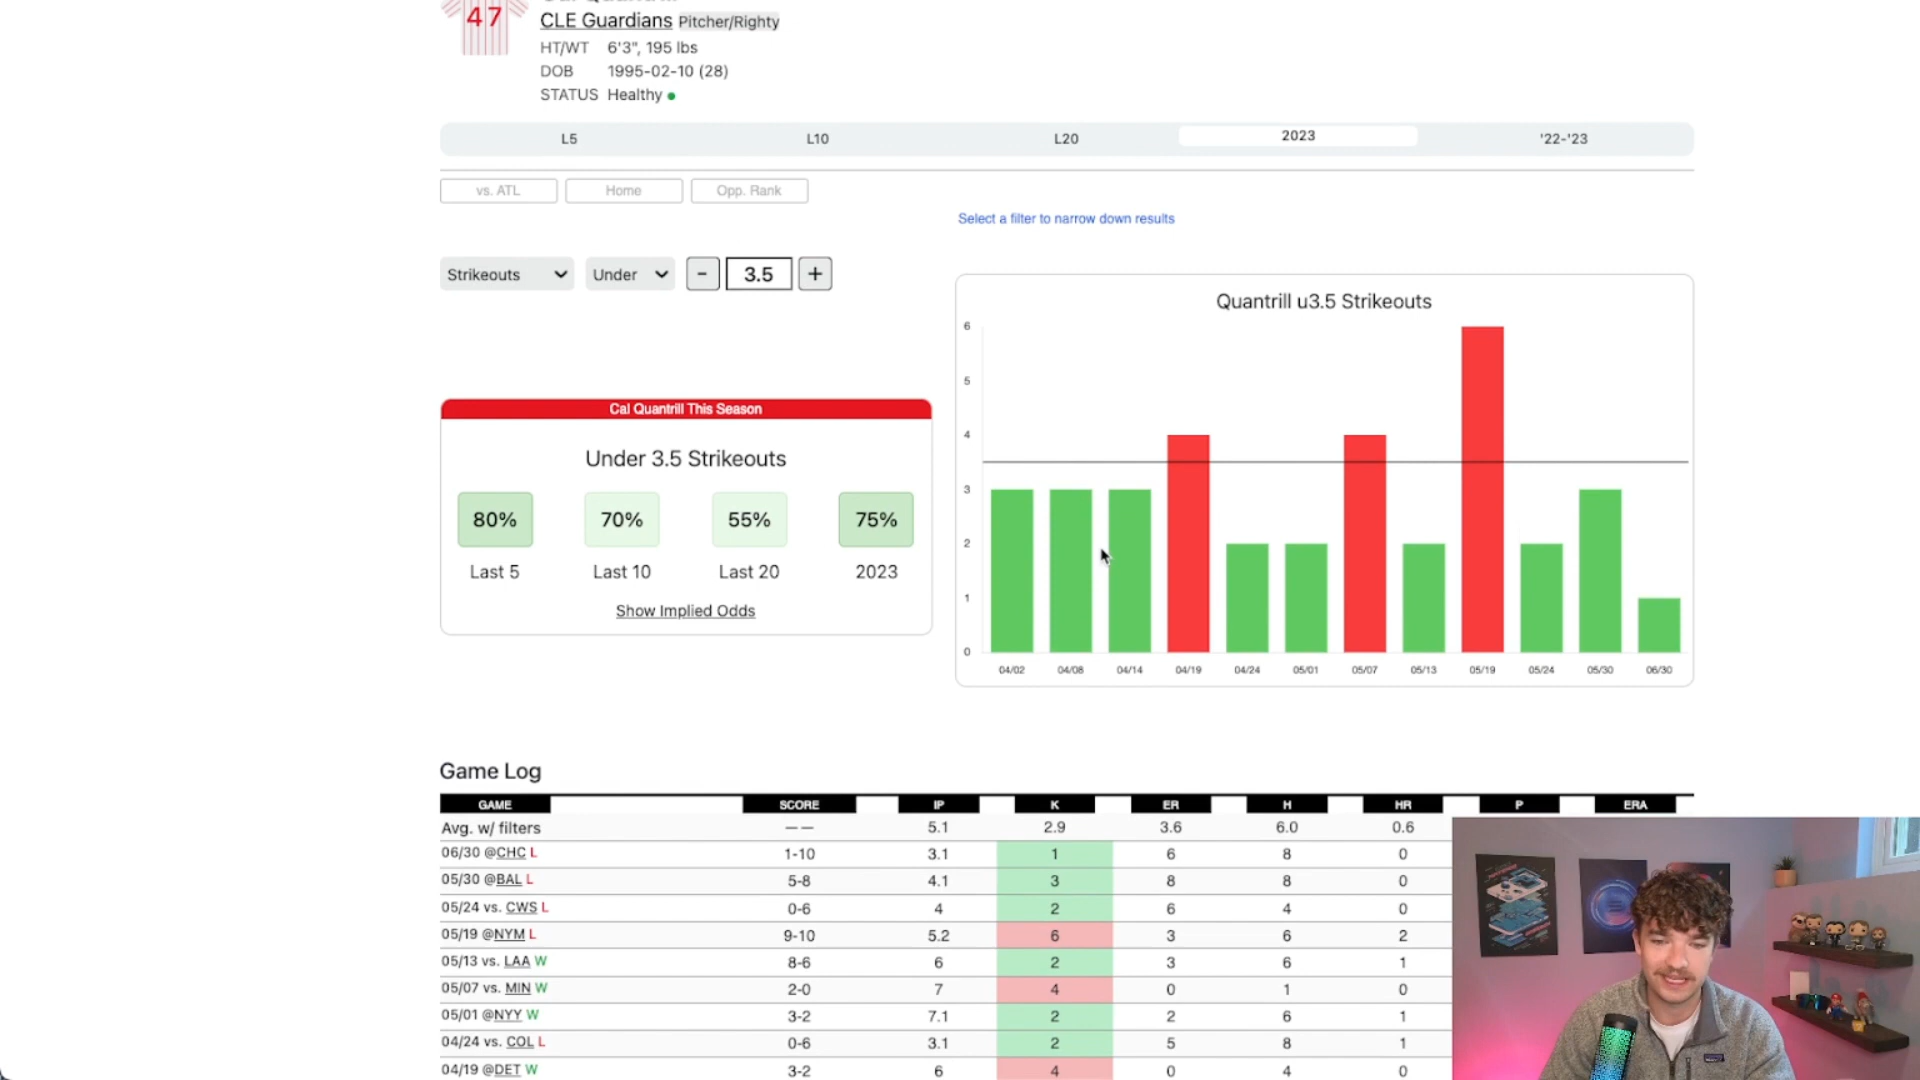 47
CLE Guardians Pitcher/Righty
HT/WT 6'3", 195 lbs
DOB 1995-02-10 (28)
STATUS Healthy
L5 L10 L20 2023 '22-'23
vs. ATL Home Opp. Rank
Select a filter to narrow down results
Strikeouts Under - 3.5 +
Quantrill u3.5 Strikeouts
6
5
4
3
2
1
0
04/02 04/08 04/14 04/19 04/24 05/01 05/07 05/13 05/19 05/24 05/30 06/30
Cal Quantrill This Season
Under 3.5 Strikeouts
80% 70% 55% 75%
Last 5 Last 10 Last 20 2023
Show Implied Odds
Game Log
GAME SCORE IP K ER H HR P ERA
Avg. w/ filters —— 5.1 2.9 3.6 6.0 0.6
06/30 @CHC L 1-10 3.1 1 6 8 0
05/30 @BAL L 5-8 4.1 3 8 8 0
05/24 vs. CWS L 0-6 4 2 6 4 0
05/19 @NYM L 9-10 5.2 6 3 6 2
05/13 vs. LAA W 8-6 6 2 3 6 1
05/07 vs. MIN W 2-0 7 4 0 1 0
05/01 @NYY W 3-2 7.1 2 2 6 1
04/24 vs. COL L 0-6 3.1 2 5 8 1
04/19 @DET W 3-2 6 4 0 4 0